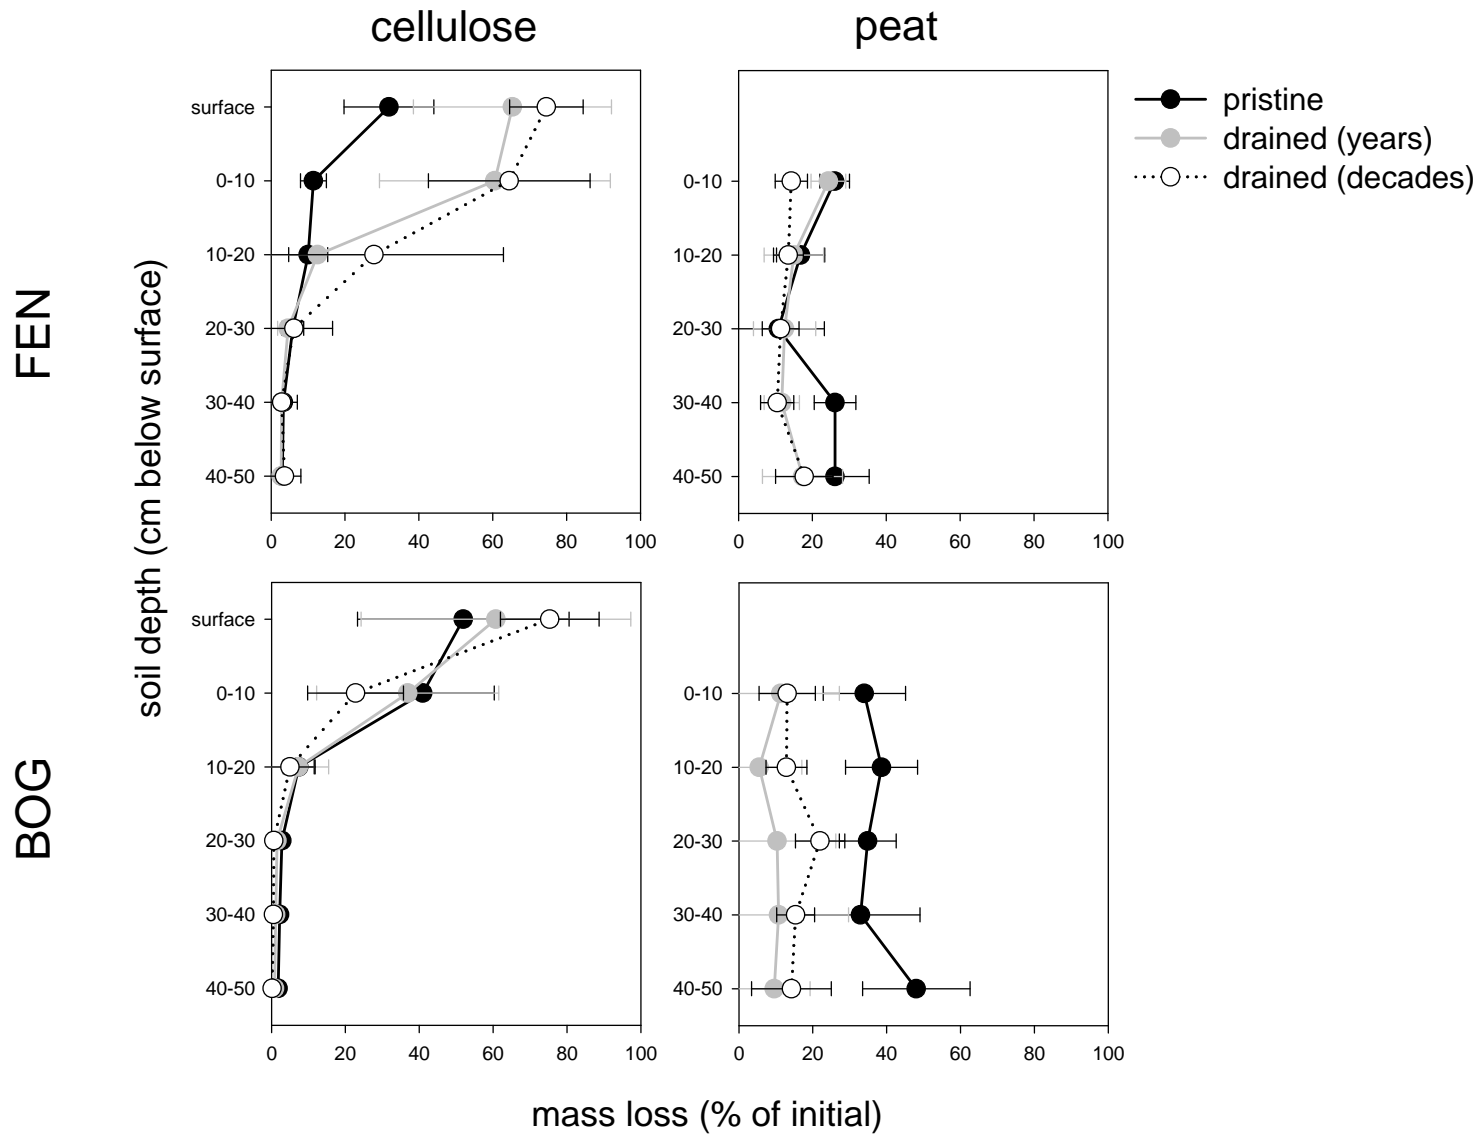 cellulose
peat
pristine
drained (years)
drained (decades)
FEN
BOG
soil depth (cm below surface)
surface
0-10
10-20
20-30
30-40
40-50
0 20 40 60 80 100
0-10
10-20
20-30
30-40
40-50
0 20 40 60 80 100
surface
0-10
10-20
20-30
30-40
40-50
0 20 40 60 80 100
0-10
10-20
20-30
30-40
40-50
0 20 40 60 80 100
mass loss (% of initial)